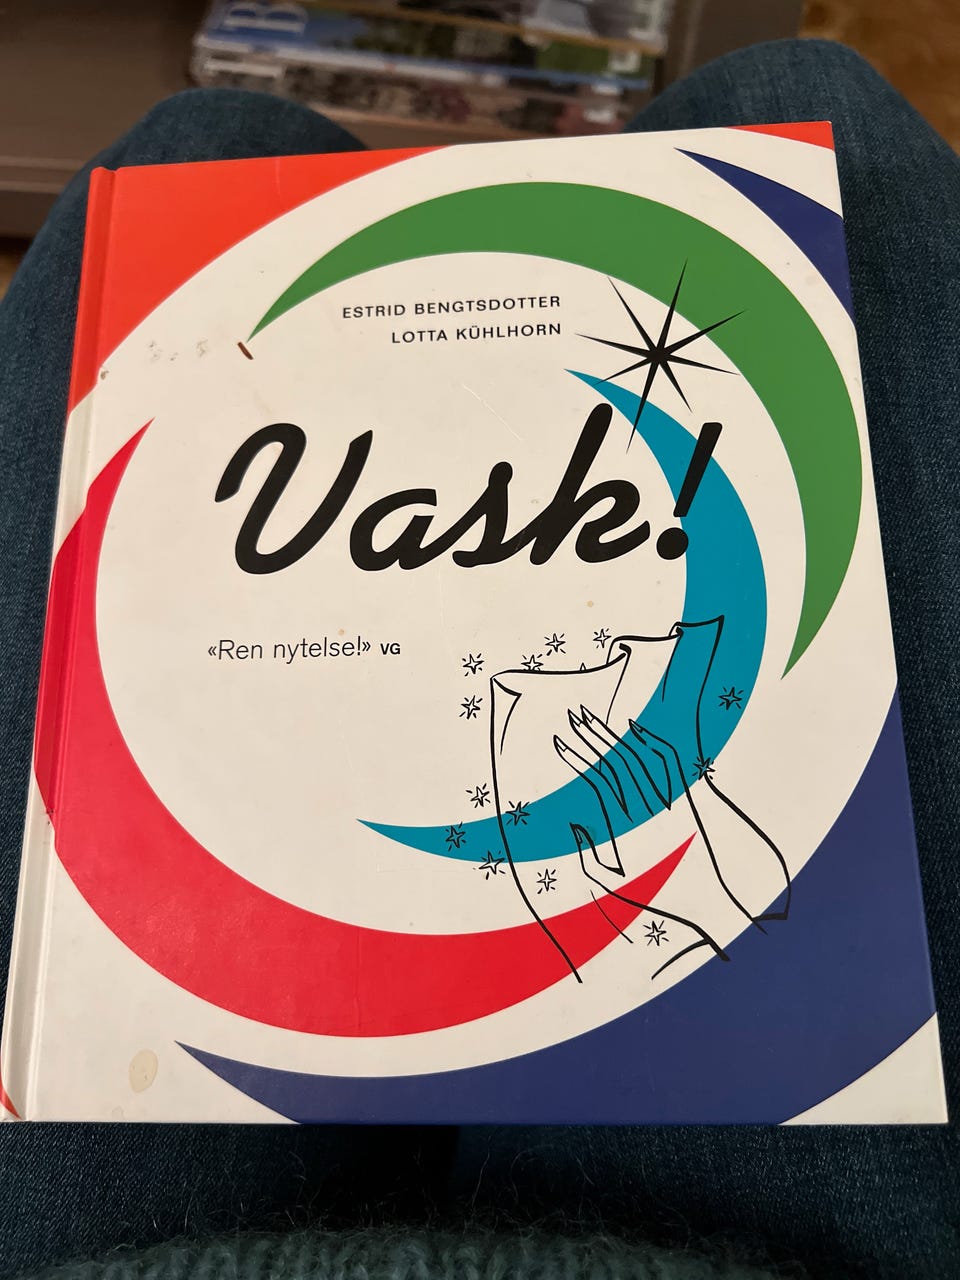 ESTRID BENGTSDOTTER
LOTTA KÜHLHORN
Vask!
«Ren nytelse!» VG